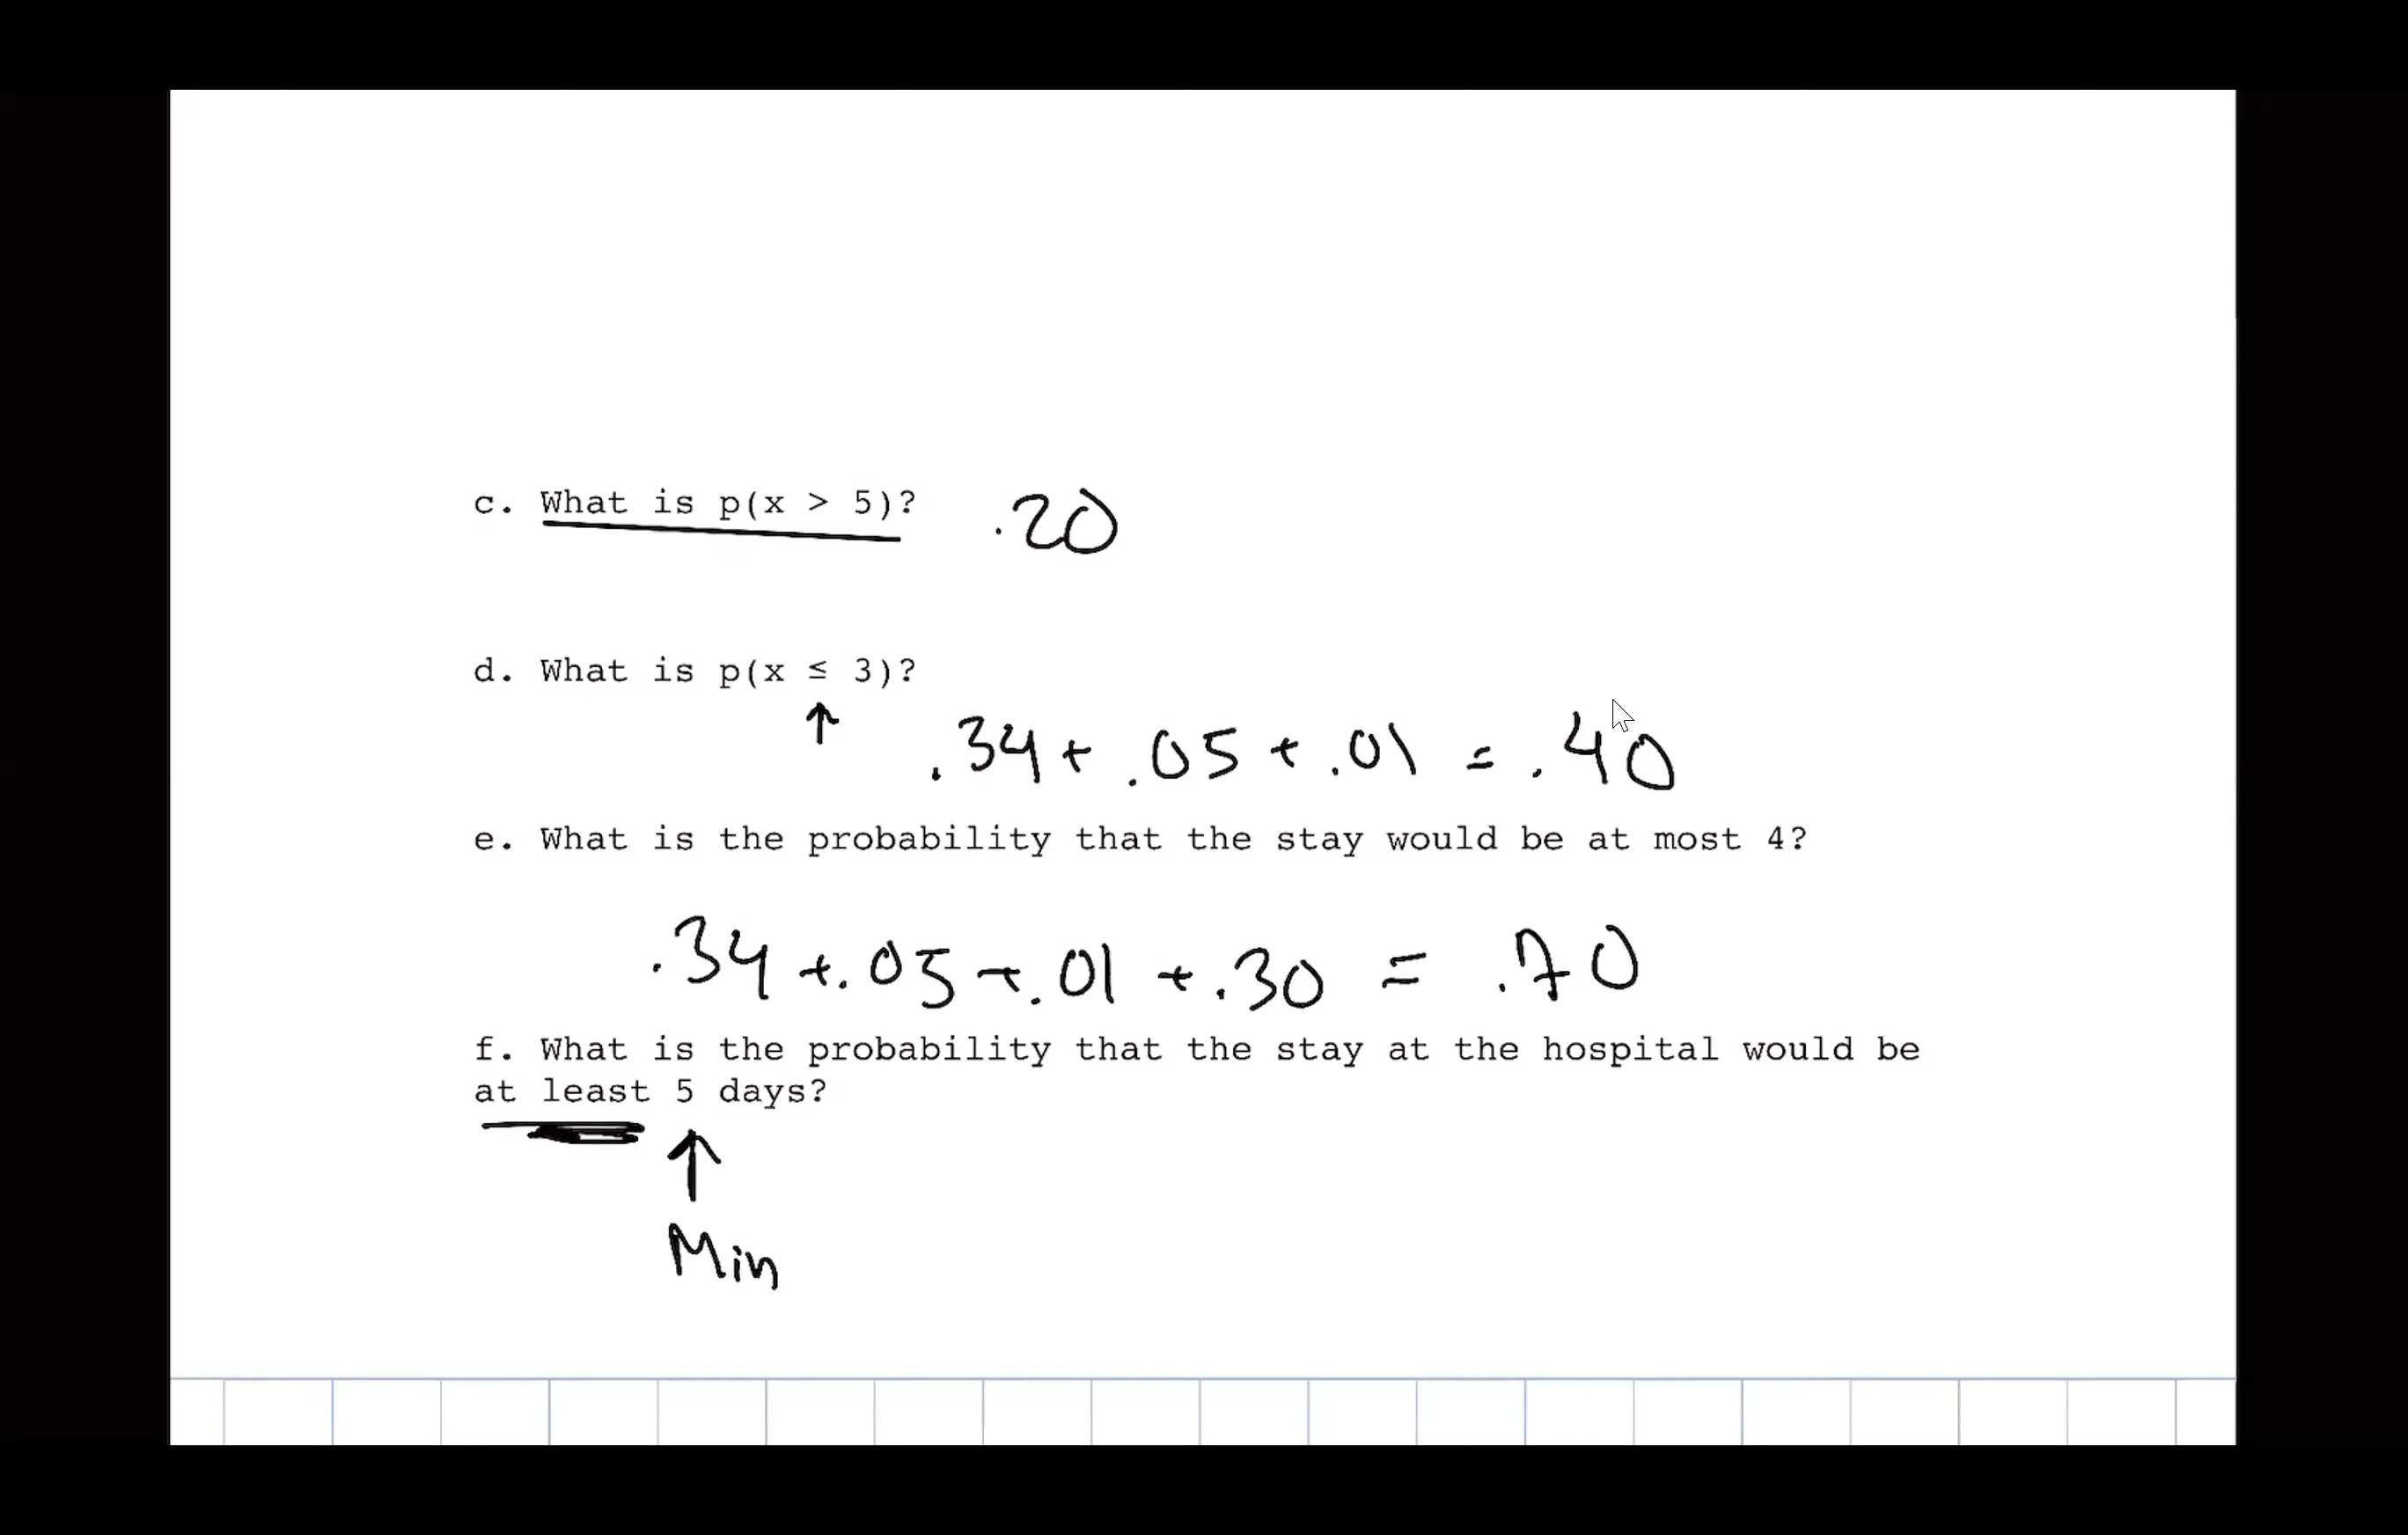 c. What is p(x > 5)? .20
d. What is p(x ≤ 3)?
↑ .34 + .05 + .01 = .40
e. What is the probability that the stay would be at most 4?
.34 + .05 + .01 + .30 = .70
f. What is the probability that the stay at the hospital would be
at least 5 days?
↑
Min